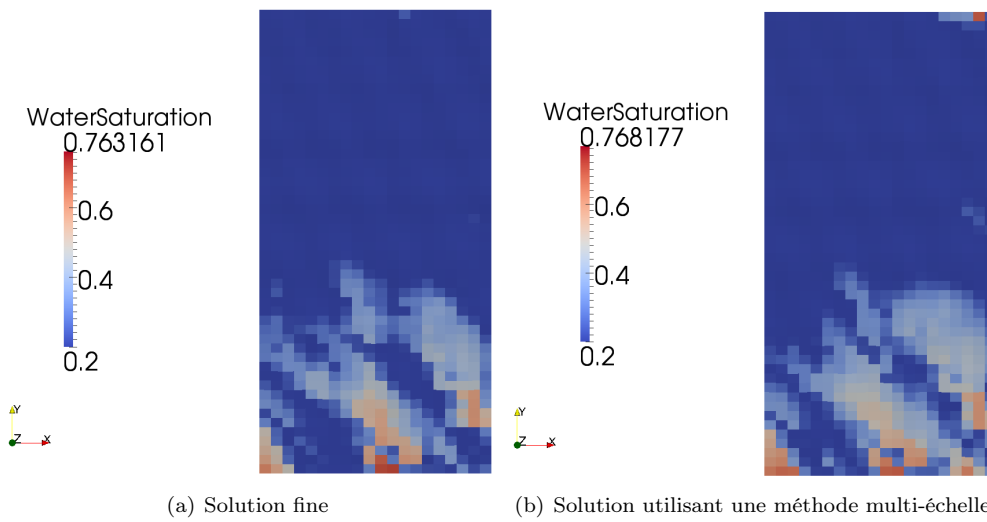 WaterSaturation
0.763161
0.6
0.4
0.2
Y
Z
X
WaterSaturation
0.768177
0.6
0.4
0.2
Y
Z
X
(a) Solution fine
(b) Solution utilisant une méthode multi-échelle